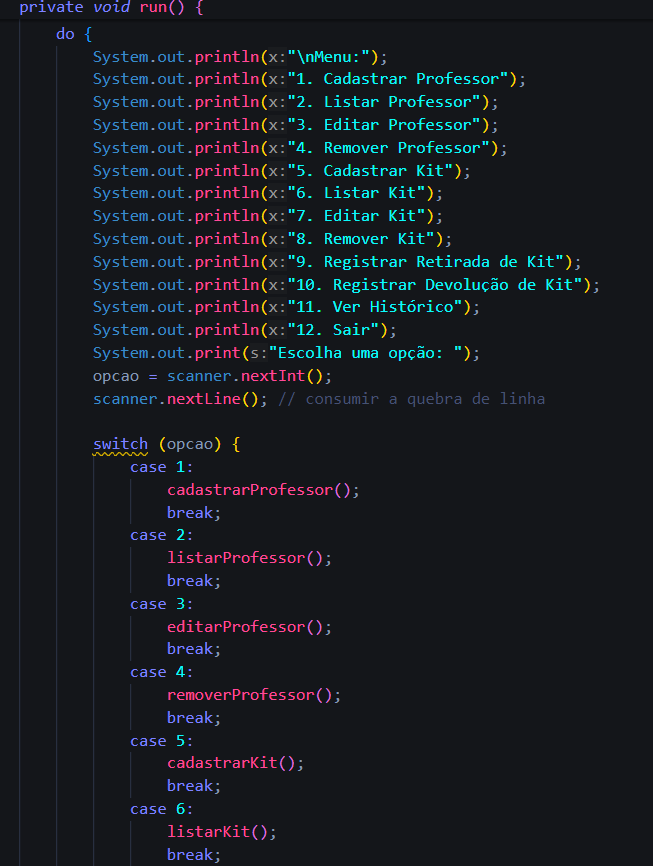 private void run() {
do {
System.out.println(x:"\nMenu:");
System.out.println(x:"1. Cadastrar Professor");
System.out.println(x:"2. Listar Professor");
System.out.println(x:"3. Editar Professor");
System.out.println(x:"4. Remover Professor");
System.out.println(x:"5. Cadastrar Kit");
System.out.println(x:"6. Listar Kit");
System.out.println(x:"7. Editar Kit");
System.out.println(x:"8. Remover Kit");
System.out.println(x:"9. Registrar Retirada de Kit");
System.out.println(x:"10. Registrar Devolução de Kit");
System.out.println(x:"11. Ver Histórico");
System.out.println(x:"12. Sair");
System.out.print(s:"Escolha uma opção: ");
opcao = scanner.nextInt();
scanner.nextLine(); // consumir a quebra de linha
switch (opcao) {
case 1:
cadastrarProfessor();
break;
case 2:
listarProfessor();
break;
case 3:
editarProfessor();
break;
case 4:
removerProfessor();
break;
case 5:
cadastrarKit();
break;
case 6:
listarKit();
break;